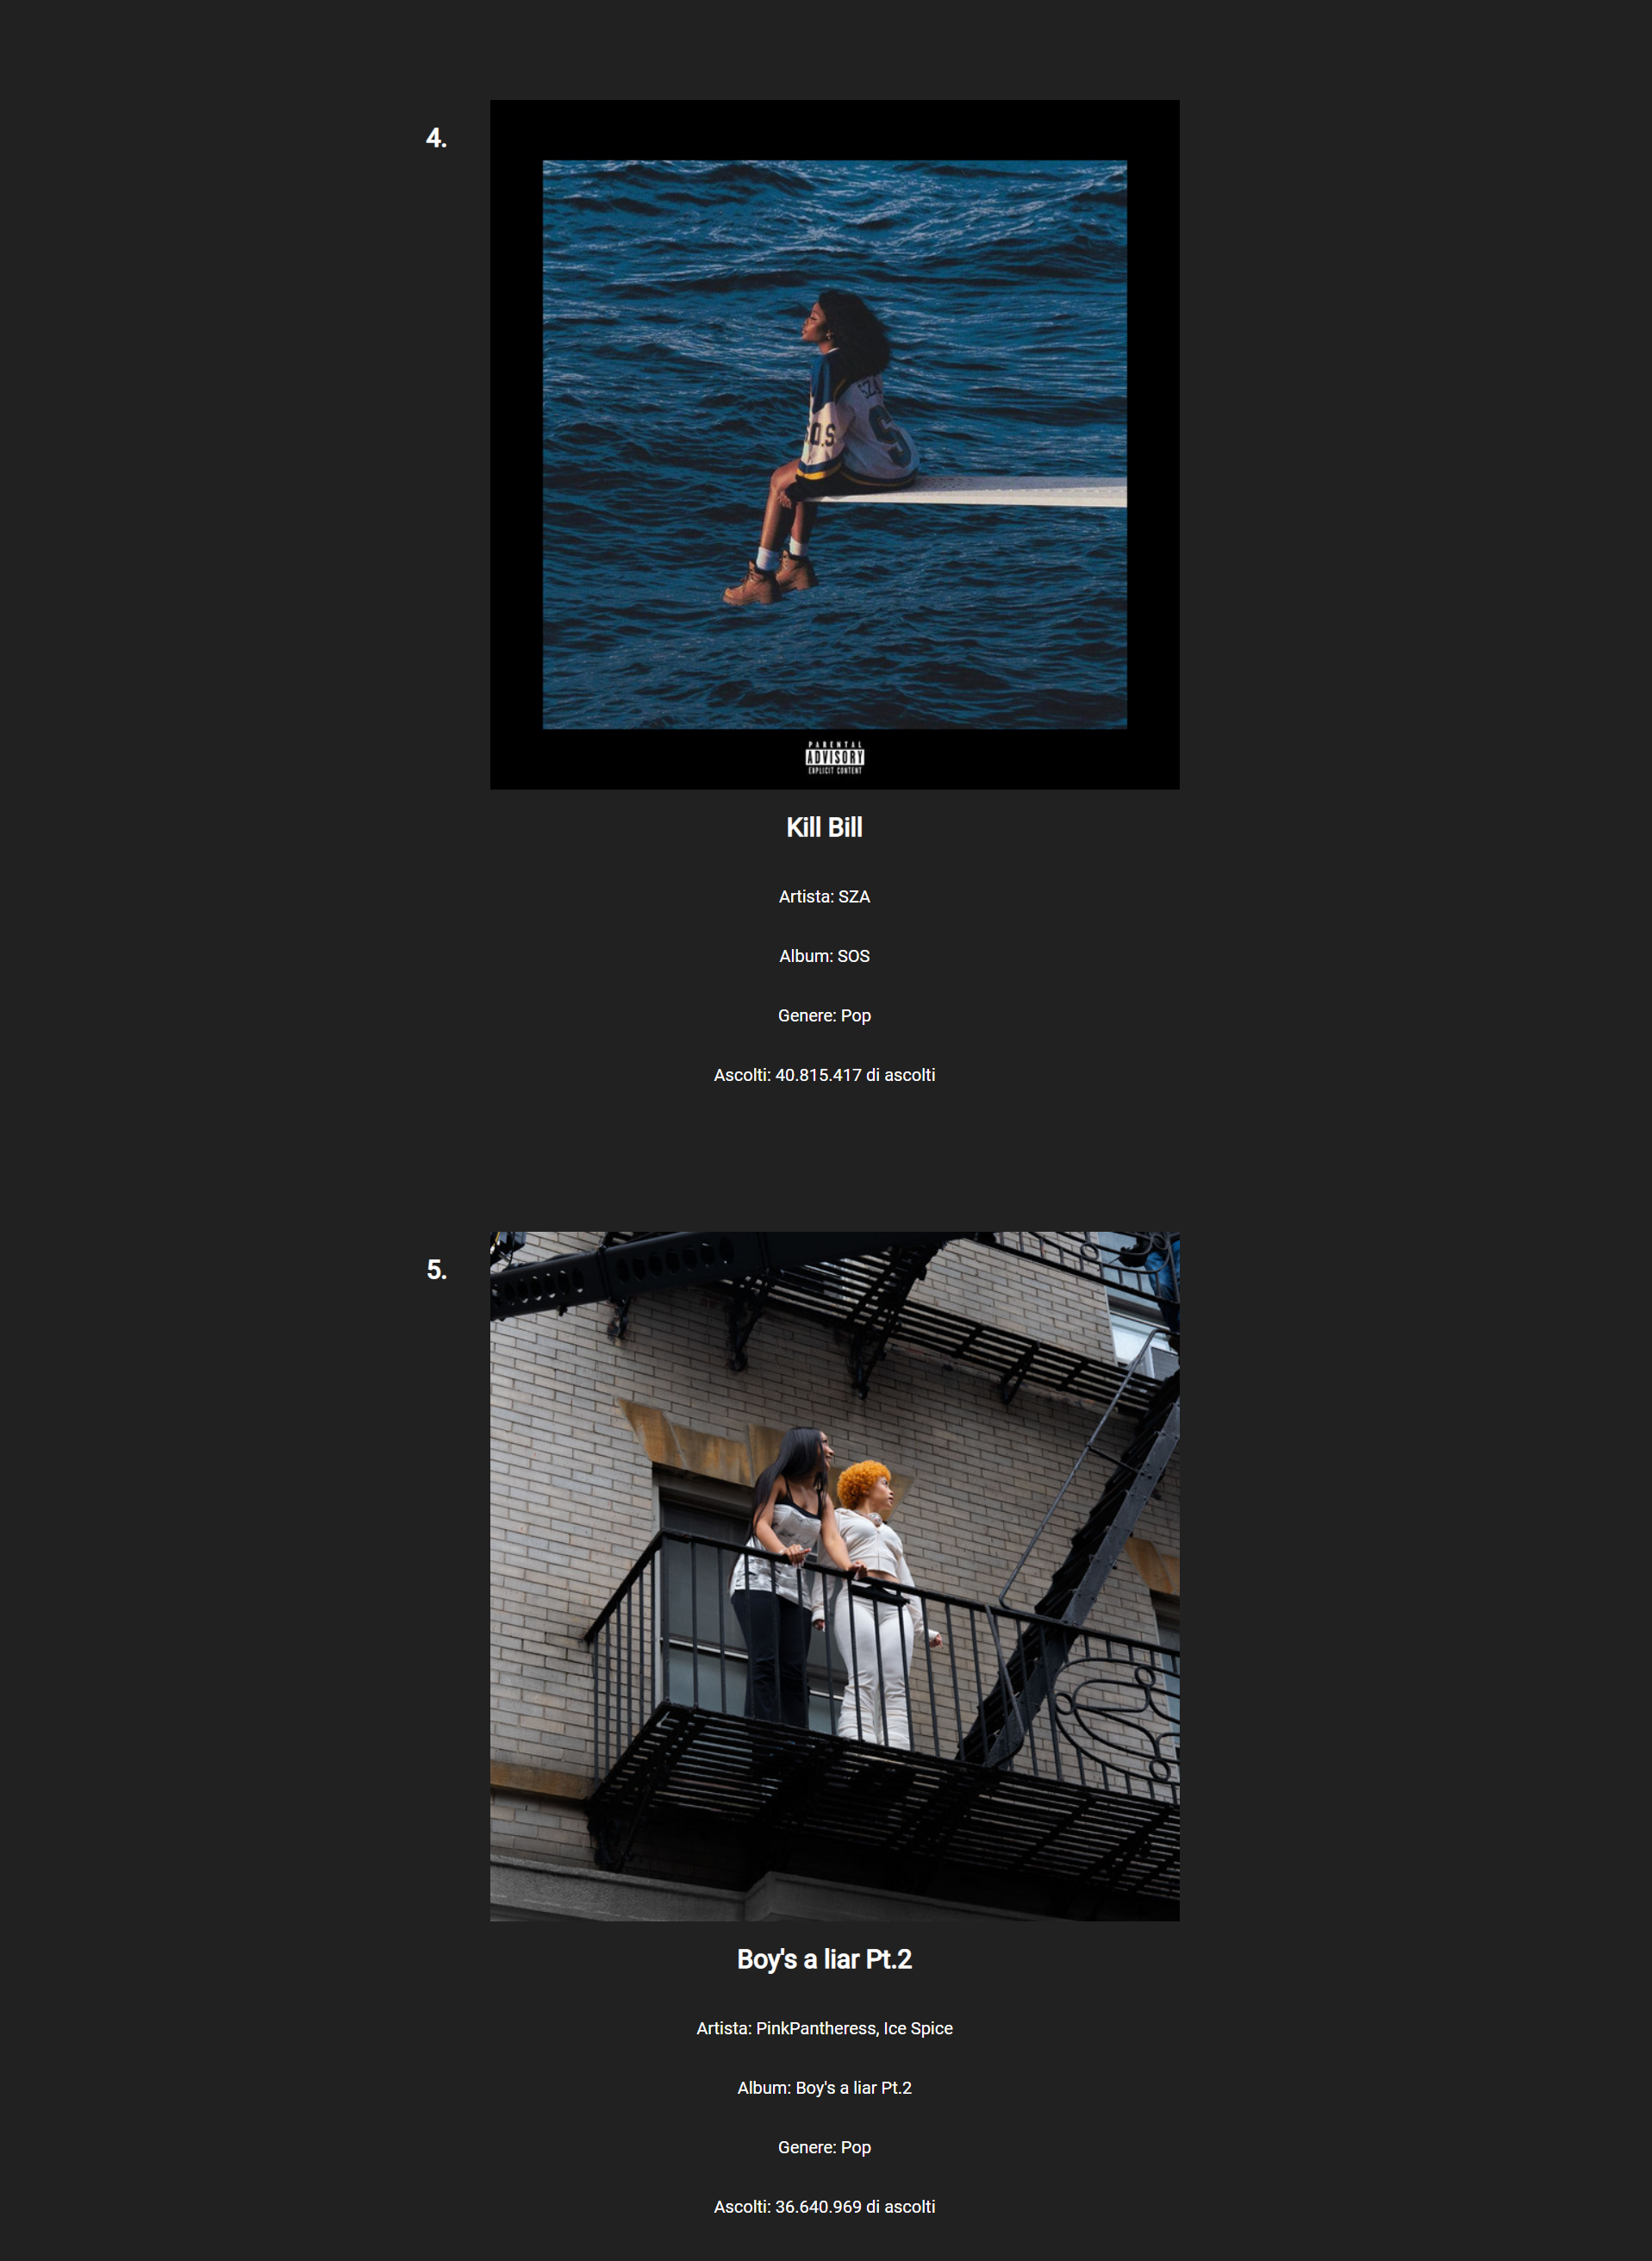 4.
SZA
S
O.S
PARENTAL
ADVISORY
EXPLICIT CONTENT
Kill Bill
Artista: SZA
Album: SOS
Genere: Pop
Ascolti: 40.815.417 di ascolti
5.
Boy's a liar Pt.2
Artista: PinkPantheress, Ice Spice
Album: Boy's a liar Pt.2
Genere: Pop
Ascolti: 36.640.969 di ascolti